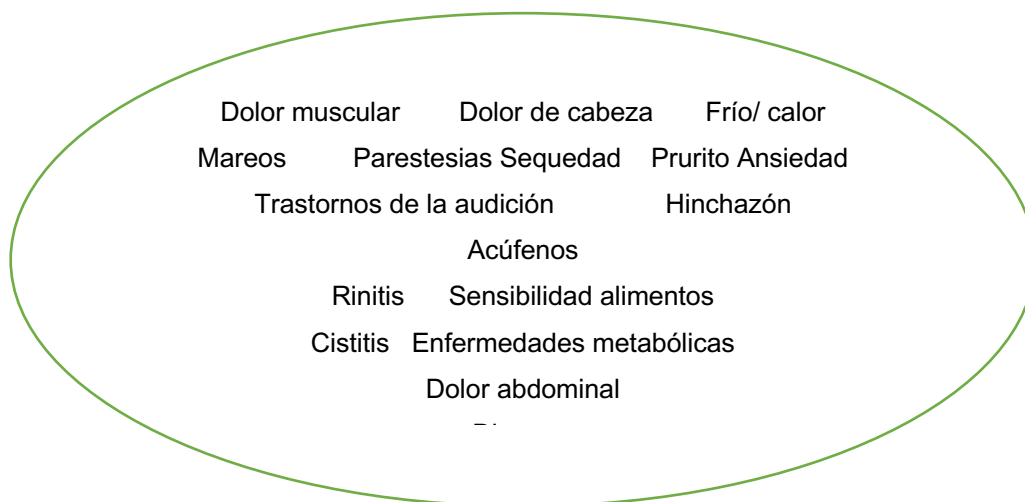 Dolor muscular Dolor de cabeza Frío/ calor
Mareos Parestesias Sequedad Prurito Ansiedad
Trastornos de la audición Hinchazón
Acúfenos
Rinitis Sensibilidad alimentos
Cistitis Enfermedades metabólicas
Dolor abdominal